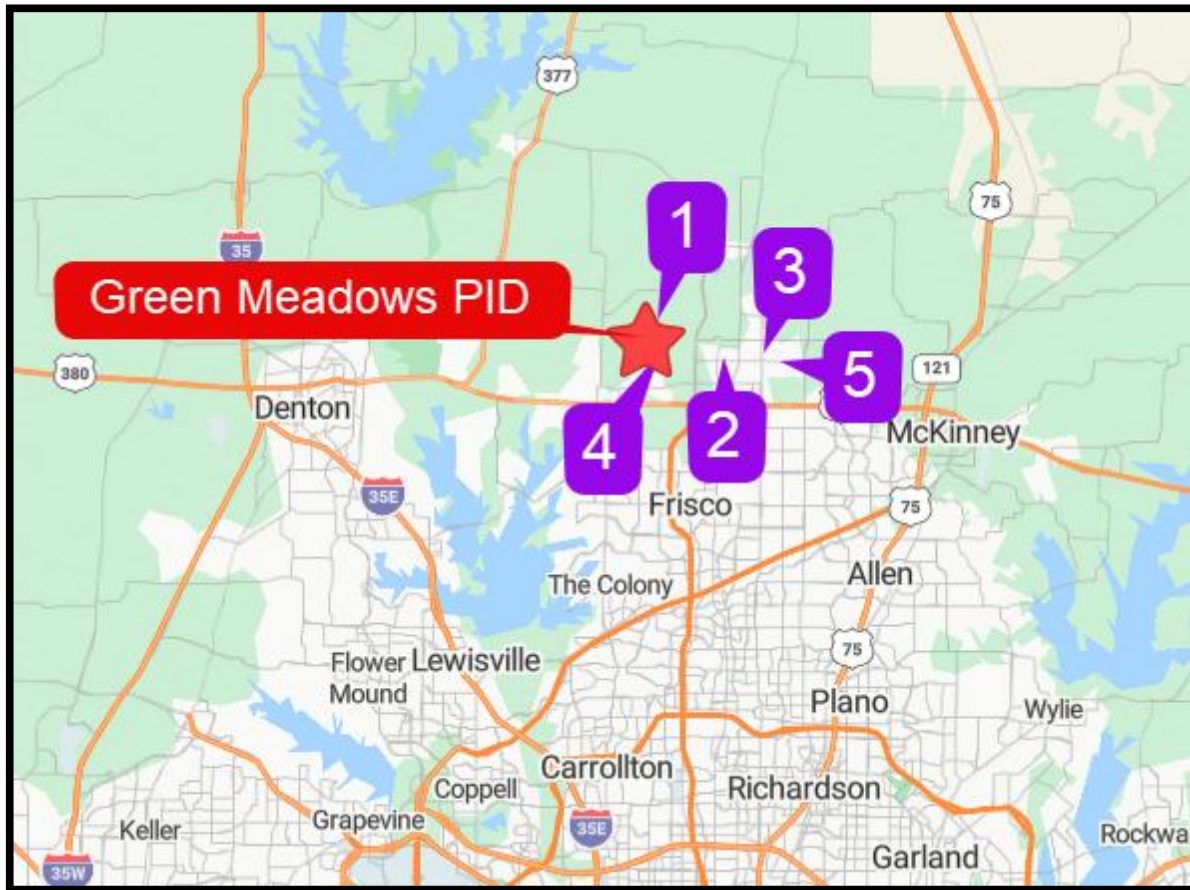 377
75
1
35
3
Green Meadows PID
380
121
5
Denton
4
2
McKinney
35E
Frisco
75
The Colony
Allen
75
Flower
Mound
Lewisville
Plano
Wylie
Carrollton
Coppell
Richardson
Keller
Grapevine
35E
Rockwa
Garland
35W